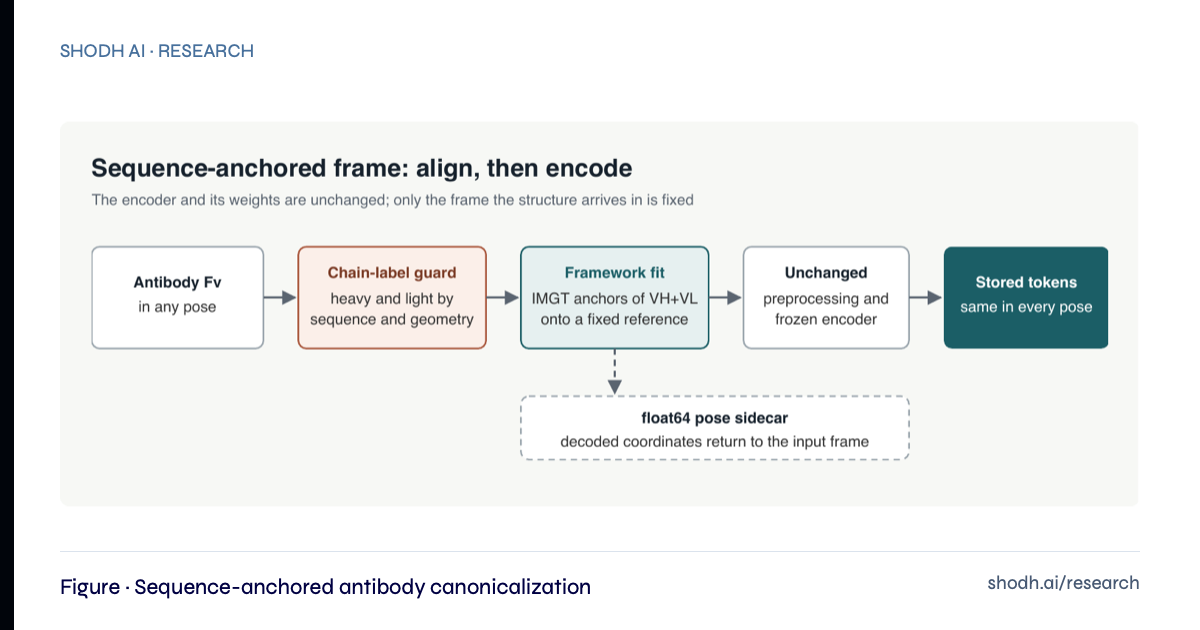 SHODH AI · RESEARCH
Sequence-anchored frame: align, then encode
The encoder and its weights are unchanged; only the frame the structure arrives in is fixed
Antibody Fv
in any pose
Chain-label guard
heavy and light by
sequence and geometry
Framework fit
IMGT anchors of VH+VL
onto a fixed reference
Unchanged
preprocessing and
frozen encoder
Stored tokens
same in every pose
float64 pose sidecar
decoded coordinates return to the input frame
Figure · Sequence-anchored antibody canonicalization
shodh.ai/research